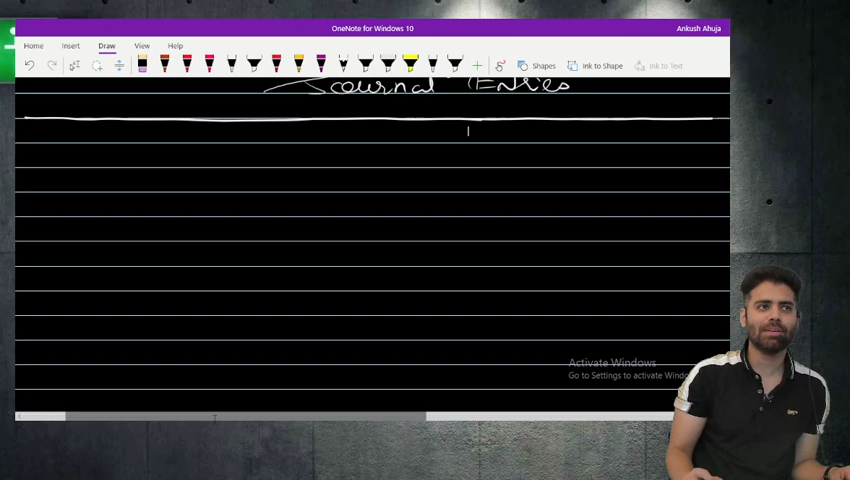 OneNote for Windows 10
Ankush Ahuja
Home Insert Draw View Help
Shapes Ink to Shape Ink to Text
Journal Entries
Activate Windows
Go to Settings to activate Windo